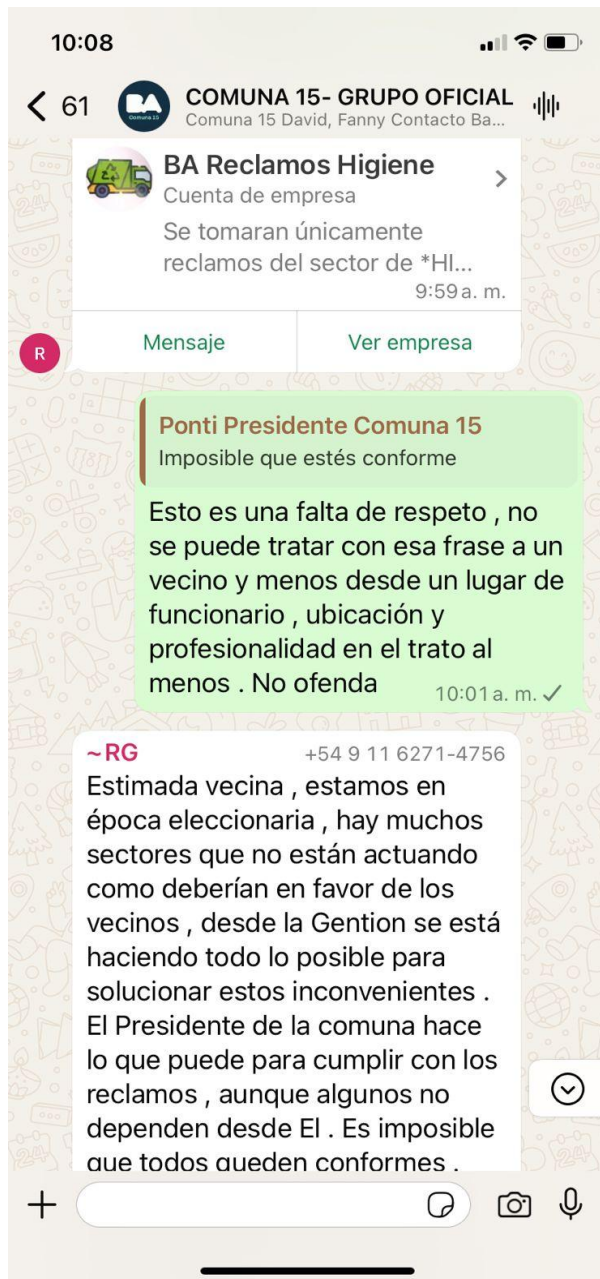 10:08
61
BA
Comuna 15
COMUNA 15- GRUPO OFICIAL
Comuna 15 David, Fanny Contacto Ba...
BA Reclamos Higiene
Cuenta de empresa
Se tomaran únicamente
reclamos del sector de *HI...
9:59 a. m.
R
Mensaje
Ver empresa
Ponti Presidente Comuna 15
Imposible que estés conforme
Esto es una falta de respeto , no
se puede tratar con esa frase a un
vecino y menos desde un lugar de
funcionario , ubicación y
profesionalidad en el trato al
menos . No ofenda
10:01 a. m.
~RG +54 9 11 6271-4756
Estimada vecina , estamos en
época eleccionaria , hay muchos
sectores que no están actuando
como deberían en favor de los
vecinos , desde la Gention se está
haciendo todo lo posible para
solucionar estos inconvenientes .
El Presidente de la comuna hace
lo que puede para cumplir con los
reclamos , aunque algunos no
dependen desde El . Es imposible
que todos queden conformes .